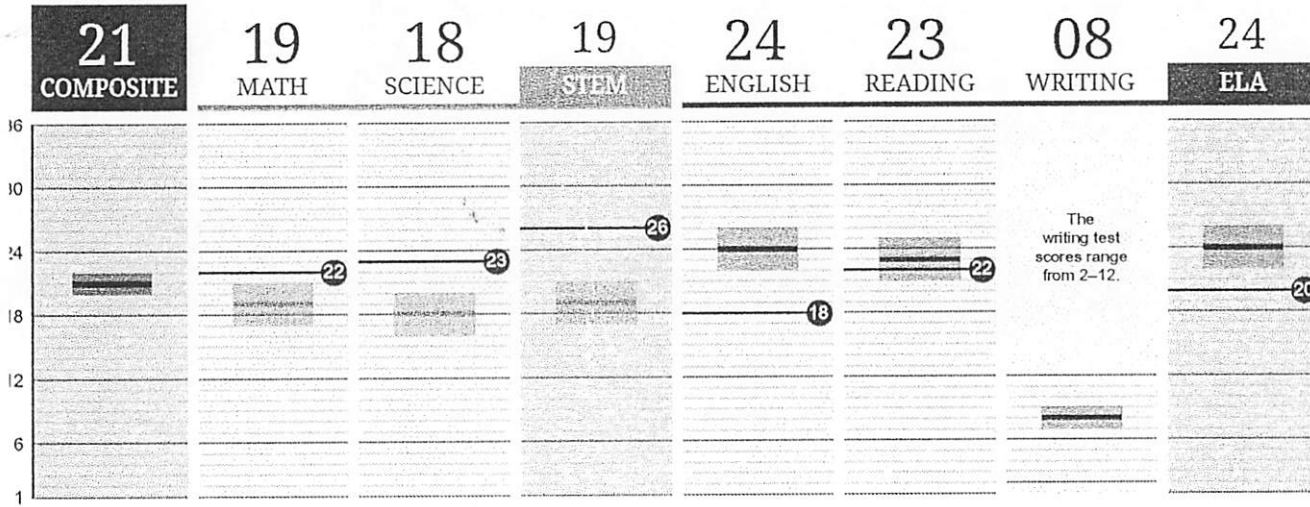 21 19 18 19 24 23 08 24
COMPOSITE MATH SCIENCE STEM ENGLISH READING WRITING ELA
36
30
24
18
12
6
1
22
23
26
18
22
The
writing test
scores range
from 2–12.
20